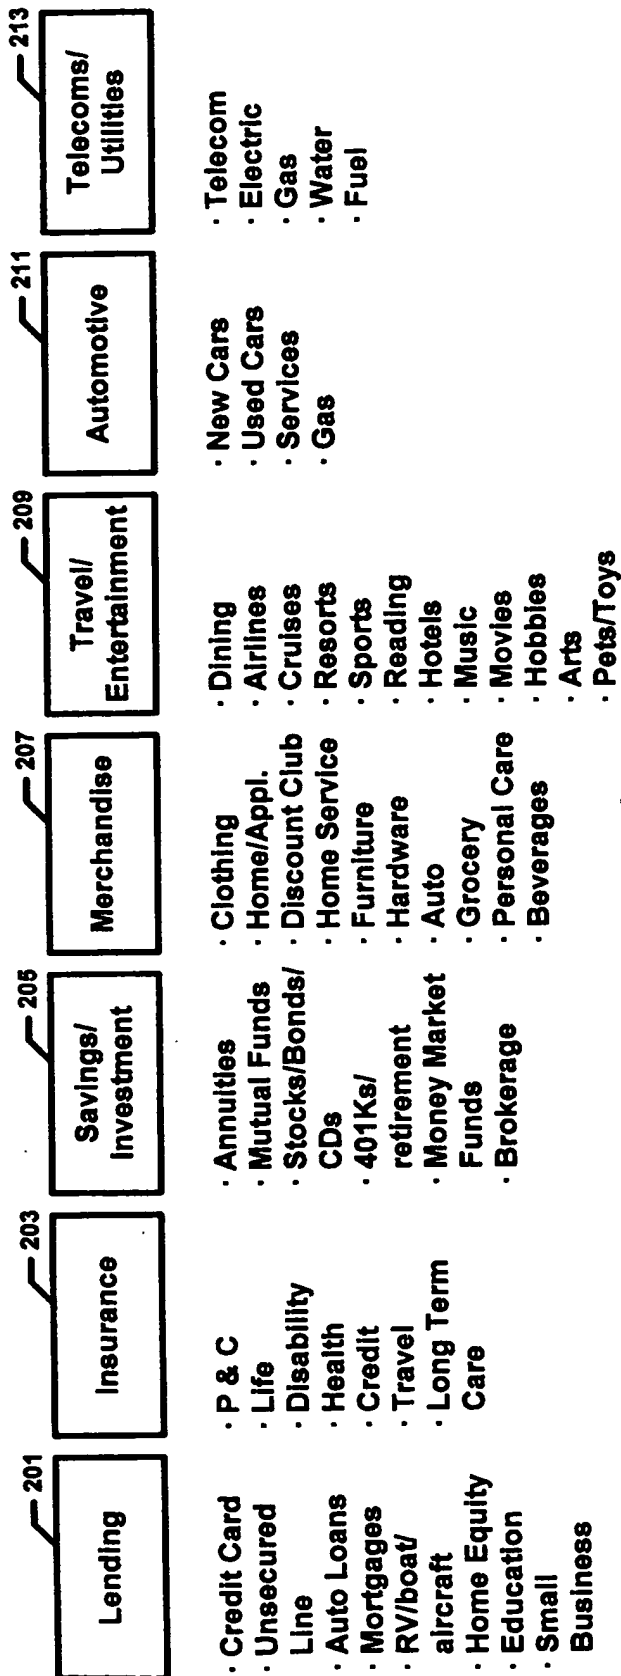 201
Lending
· Credit Card
· Unsecured
Line
· Auto Loans
· Mortgages
· RV/boat/
aircraft
· Home Equity
· Education
· Small
Business
203
Insurance
· P & C
· Life
· Disability
· Health
· Credit
· Travel
· Long Term
Care
205
Savings/
Investment
· Annuities
· Mutual Funds
· Stocks/Bonds/
CDs
· 401Ks/
retirement
· Money Market
Funds
· Brokerage
207
Merchandise
· Clothing
· Home/Appl.
· Discount Club
· Home Service
· Furniture
· Hardware
· Auto
· Grocery
· Personal Care
· Beverages
209
Travel/
Entertainment
· Dining
· Airlines
· Cruises
· Resorts
· Sports
· Reading
· Hotels
· Music
· Movies
· Hobbies
· Arts
· Pets/Toys
211
Automotive
· New Cars
· Used Cars
· Services
· Gas
213
Telecoms/
Utilities
· Telecom
· Electric
· Gas
· Water
· Fuel